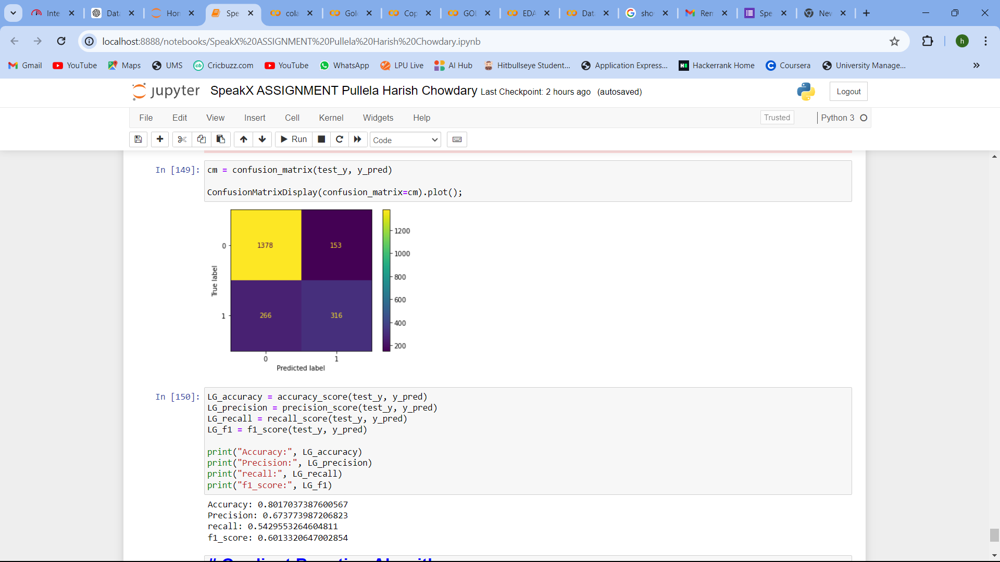 Inte
Data
Hon
Spe
cola
Gol
Cop
GOI
EDA
Dat
sho
Ren
Spe
Nev
localhost:8888/notebooks/SpeakX%20ASSIGNMENT%20Pullela%20Harish%20Chowdary.ipynb
h
Gmail YouTube Maps UMS Cricbuzz.com YouTube WhatsApp LPU Live AI Hub Hitbullseye Student... Application Express... Hackerrank Home Coursera University Manage...
jupyter SpeakX ASSIGNMENT Pullela Harish Chowdary Last Checkpoint: 2 hours ago (autosaved)
Logout
File Edit View Insert Cell Kernel Widgets Help
Trusted
Python 3
Run
Code
In [149]:
cm = confusion_matrix(test_y, y_pred)
ConfusionMatrixDisplay(confusion_matrix=cm).plot();
1378 153
266 316
0
1
True label
0 1
Predicted label
1200
1000
800
600
400
200
In [150]:
LG_accuracy = accuracy_score(test_y, y_pred)
LG_precision = precision_score(test_y, y_pred)
LG_recall = recall_score(test_y, y_pred)
LG_f1 = f1_score(test_y, y_pred)
print("Accuracy:", LG_accuracy)
print("Precision:", LG_precision)
print("recall:", LG_recall)
print("f1_score:", LG_f1)
Accuracy: 0.8017037387600567
Precision: 0.673773987206823
recall: 0.5429553264604811
f1_score: 0.6013320647002854